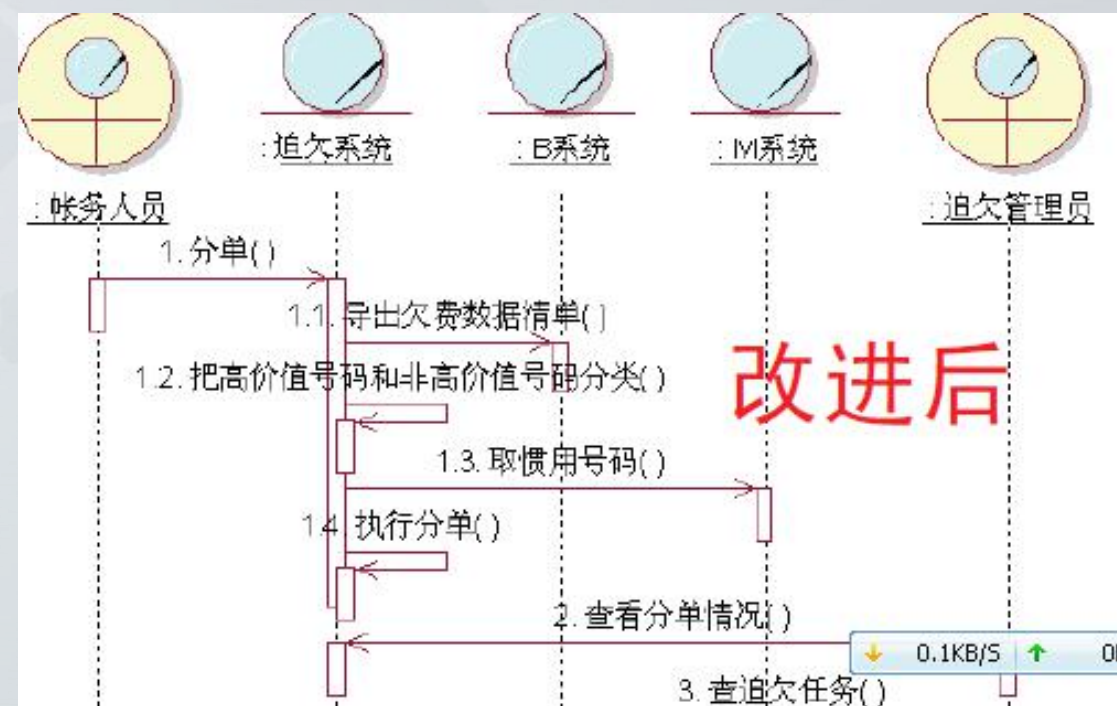 :追欠系统
:B系统
:M系统
:帐务人员
:追欠管理员
1. 分单( )
1.1. 导出欠费数据清单( )
1.2. 把高价值号码和非高价值号码分类( )
改进后
1.3. 取惯用号码( )
1.4. 执行分单( )
2. 查看分单情况( )
0.1KB/S
3. 查追欠任务( )